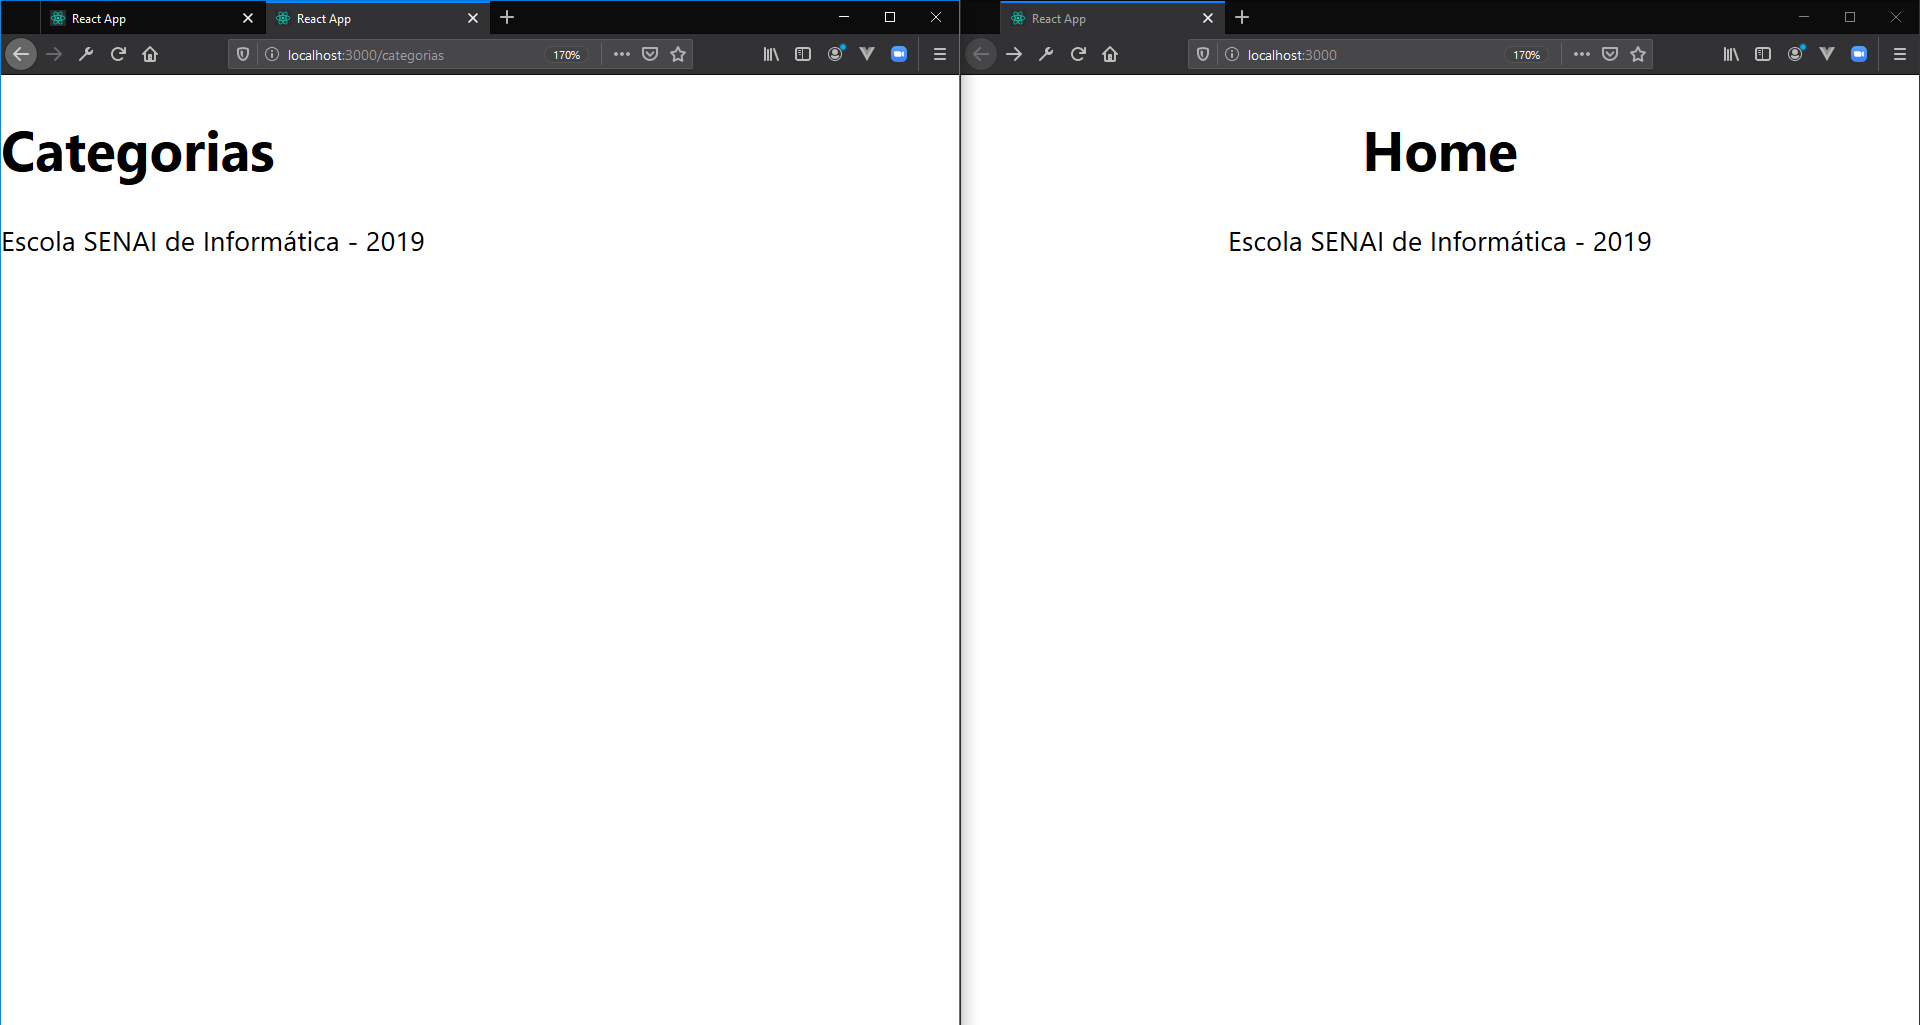 React App
React App
localhost:3000/categorias
170%
Categorias
Escola SENAI de Informática - 2019
React App
localhost:3000
170%
Home
Escola SENAI de Informática - 2019